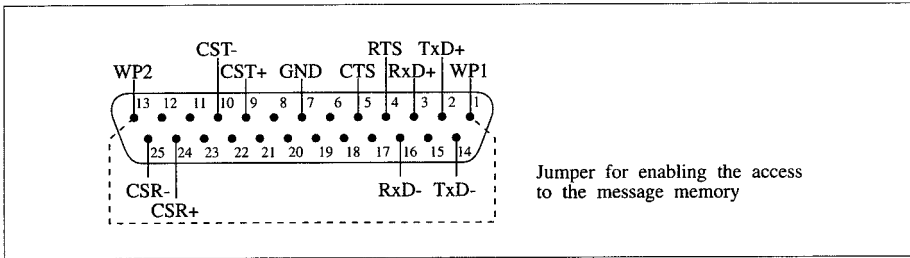 CST- RTS TxD+
WP2 CST+ GND CTS RxD+ WP1
13 12 11 10 9 8 7 6 5 4 3 2 1
25 24 23 22 21 20 19 18 17 16 15 14
CSR- RxD- TxD-
CSR+
Jumper for enabling the access
to the message memory